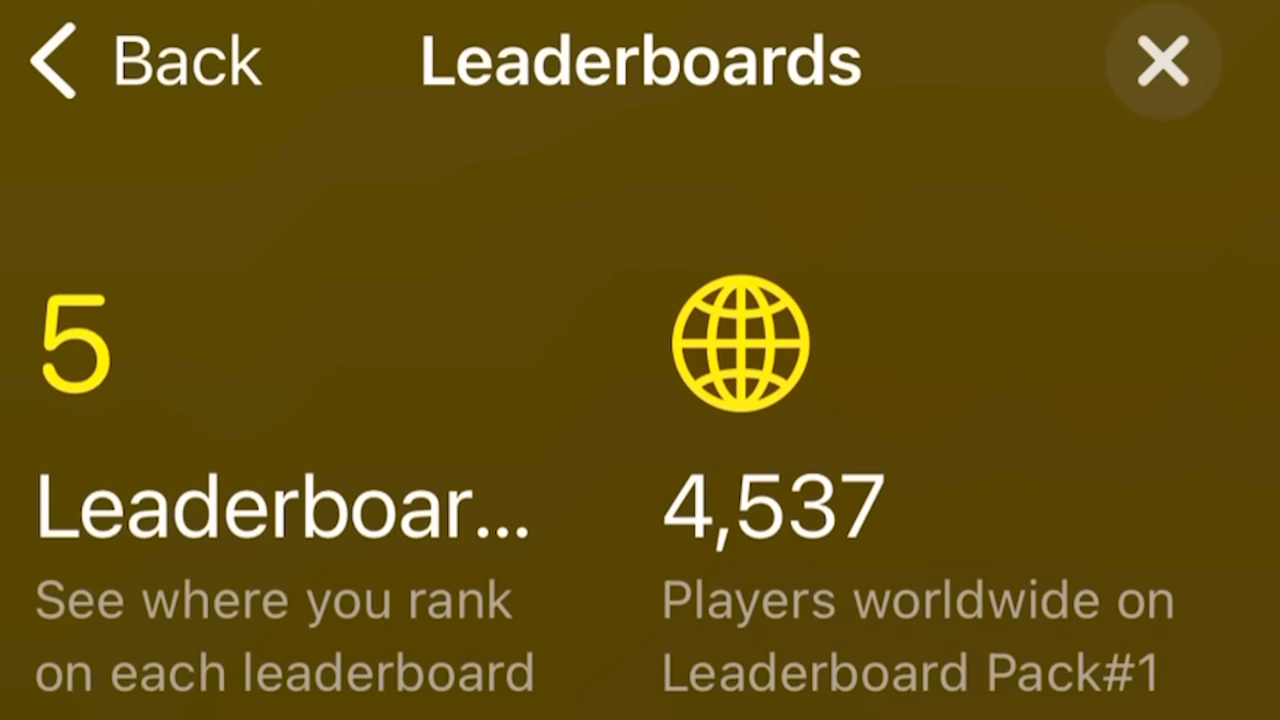 Back
Leaderboards
5
Leaderboar...
See where you rank
on each leaderboard
4,537
Players worldwide on
Leaderboard Pack#1